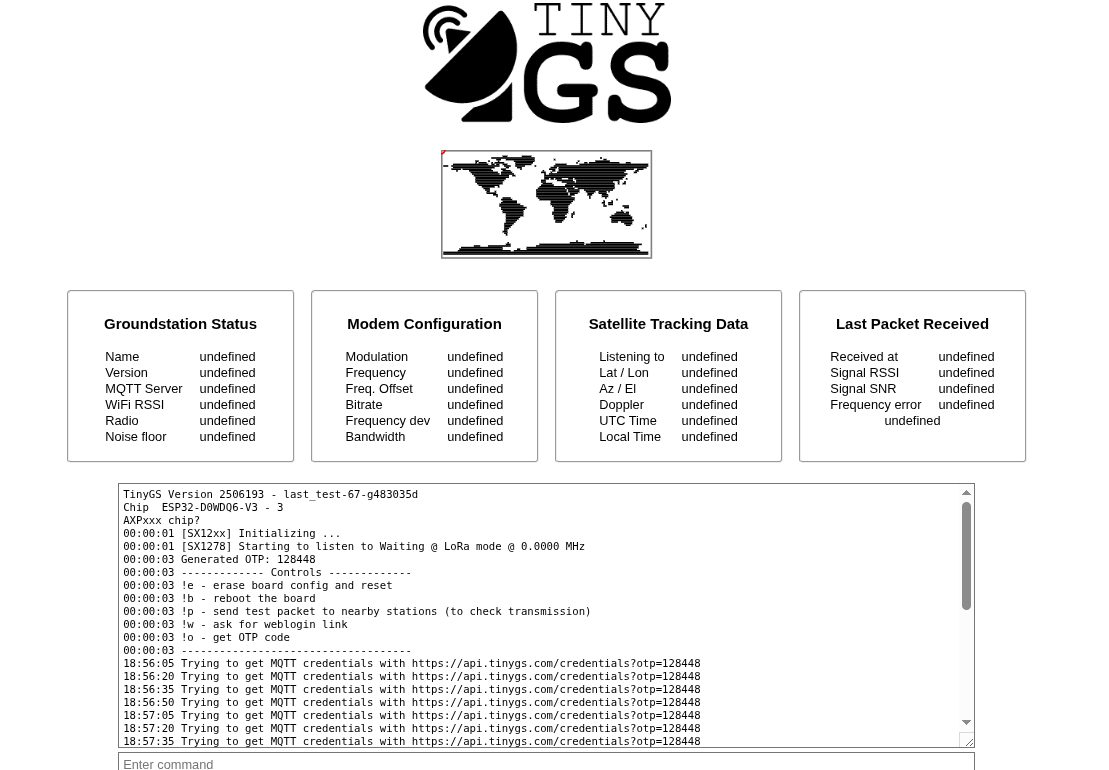 TINY
GS
Groundstation Status
Name undefined
Version undefined
MQTT Server undefined
WiFi RSSI undefined
Radio undefined
Noise floor undefined
Modem Configuration
Modulation undefined
Frequency undefined
Freq. Offset undefined
Bitrate undefined
Frequency dev undefined
Bandwidth undefined
Satellite Tracking Data
Listening to undefined
Lat / Lon undefined
Az / El undefined
Doppler undefined
UTC Time undefined
Local Time undefined
Last Packet Received
Received at undefined
Signal RSSI undefined
Signal SNR undefined
Frequency error undefined
undefined
TinyGS Version 2506193 - last_test-67-g483035d
Chip  ESP32-D0WDQ6-V3 - 3
AXPxxx chip?
00:00:01 [SX12xx] Initializing ...
00:00:01 [SX1278] Starting to listen to Waiting @ LoRa mode @ 0.0000 MHz
00:00:03 Generated OTP: 128448
00:00:03 ------------- Controls -------------
00:00:03 !e - erase board config and reset
00:00:03 !b - reboot the board
00:00:03 !p - send test packet to nearby stations (to check transmission)
00:00:03 !w - ask for weblogin link
00:00:03 !o - get OTP code
00:00:03 ------------------------------------
18:56:05 Trying to get MQTT credentials with https://api.tinygs.com/credentials?otp=128448
18:56:20 Trying to get MQTT credentials with https://api.tinygs.com/credentials?otp=128448
18:56:35 Trying to get MQTT credentials with https://api.tinygs.com/credentials?otp=128448
18:56:50 Trying to get MQTT credentials with https://api.tinygs.com/credentials?otp=128448
18:57:05 Trying to get MQTT credentials with https://api.tinygs.com/credentials?otp=128448
18:57:20 Trying to get MQTT credentials with https://api.tinygs.com/credentials?otp=128448
18:57:35 Trying to get MQTT credentials with https://api.tinygs.com/credentials?otp=128448
Enter command